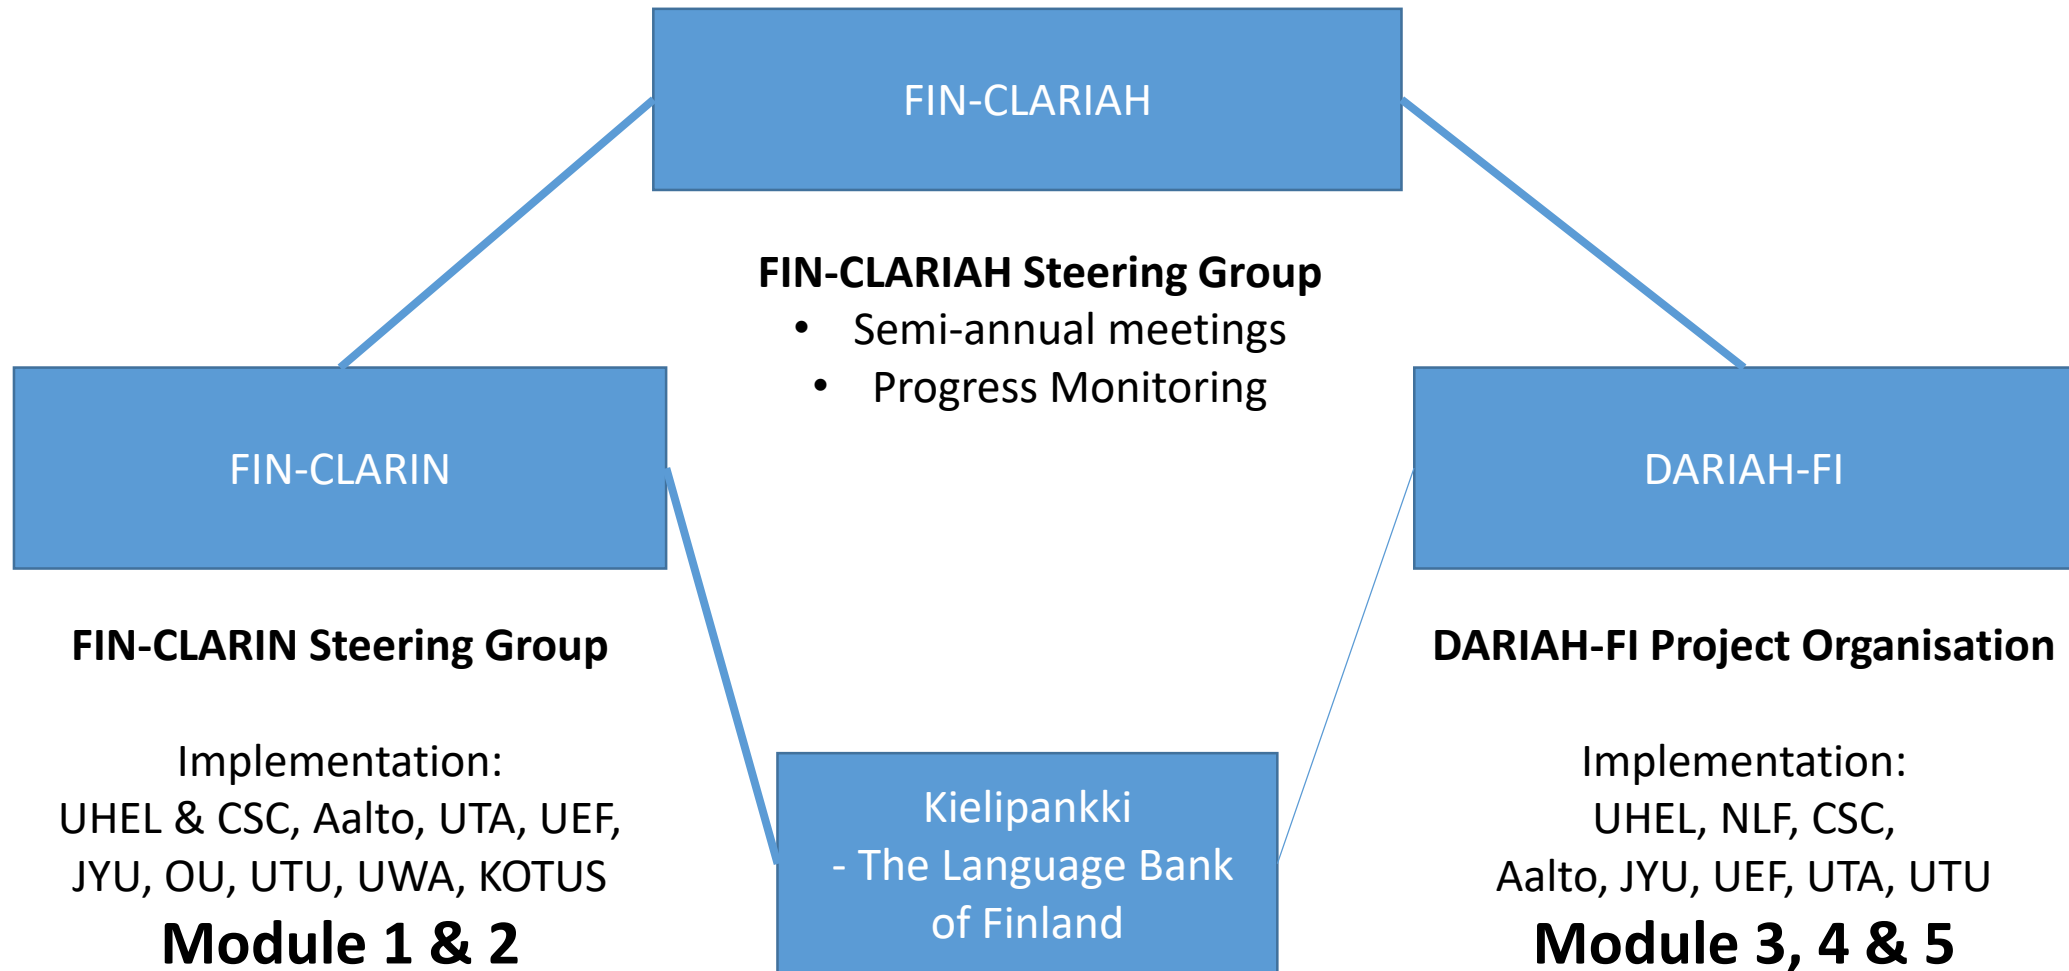 FIN-CLARIAH
FIN-CLARIAH Steering Group
• Semi-annual meetings
• Progress Monitoring
FIN-CLARIN
DARIAH-FI
FIN-CLARIN Steering Group
Implementation:
UHEL & CSC, Aalto, UTA, UEF,
JYU, OU, UTU, UWA, KOTUS
Module 1 & 2
Kielipankki
- The Language Bank
of Finland
DARIAH-FI Project Organisation
Implementation:
UHEL, NLF, CSC,
Aalto, JYU, UEF, UTA, UTU
Module 3, 4 & 5